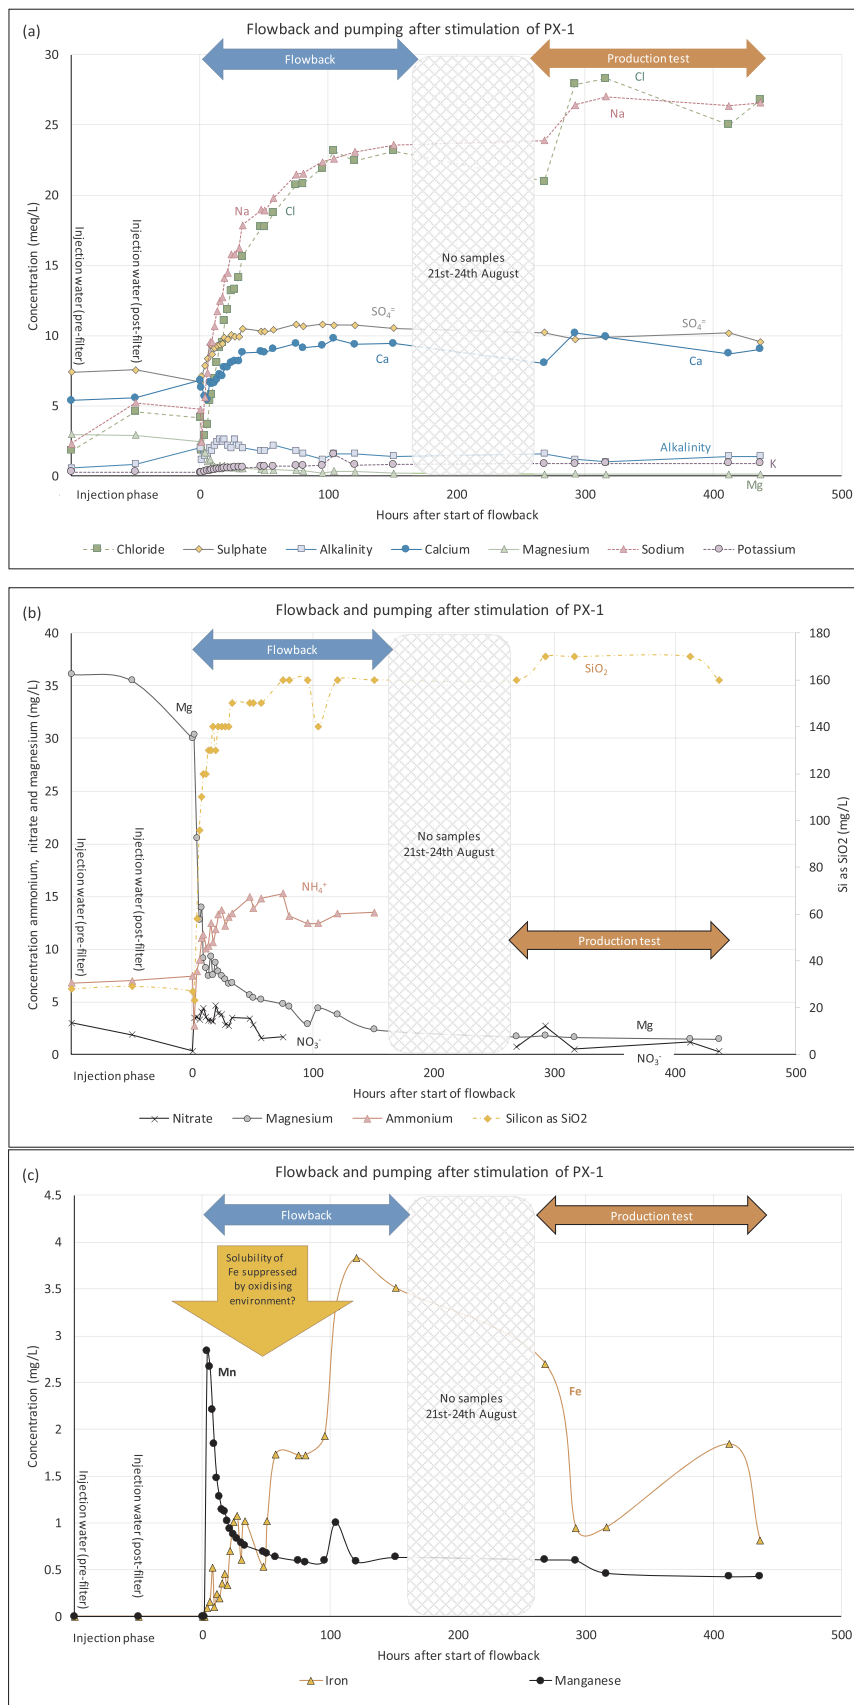 (a)
Flowback and pumping after stimulation of PX-1
Flowback
Production test
30
25
20
15
10
5
0
Concentration (meq/L)
Injection water (pre-filter)
Injection water (post-filter)
Na
Cl
Cl
Na
No samples
21st-24th August
SO₄⁼
Ca
SO₄⁼
Ca
Alkalinity
K
Mg
Injection phase
0
100
200
300
400
500
Hours after start of flowback
Chloride
Sulphate
Alkalinity
Calcium
Magnesium
Sodium
Potassium
(b)
Flowback and pumping after stimulation of PX-1
Flowback
40
35
30
25
20
15
10
5
0
Concentration ammonium, nitrate and magnesium (mg/L)
180
160
140
120
100
80
60
40
20
0
Si as SiO2 (mg/L)
Injection water (pre-filter)
Injection water (post-filter)
Mg
SiO₂
No samples
21st-24th August
NH₄⁺
Production test
NO₃⁻
Mg
NO₃⁻
Injection phase
0
100
200
300
400
500
Hours after start of flowback
Nitrate
Magnesium
Ammonium
Silicon as SiO2
(c)
Flowback and pumping after stimulation of PX-1
Flowback
Production test
4.5
4
3.5
3
2.5
2
1.5
1
0.5
0
Concentration (mg/L)
Injection water (pre-filter)
Injection water (post-filter)
Solubility of
Fe suppressed
by oxidising
environment?
Mn
Fe
No samples
21st-24th August
Injection phase
0
100
200
300
400
500
Hours after start of flowback
Iron
Manganese